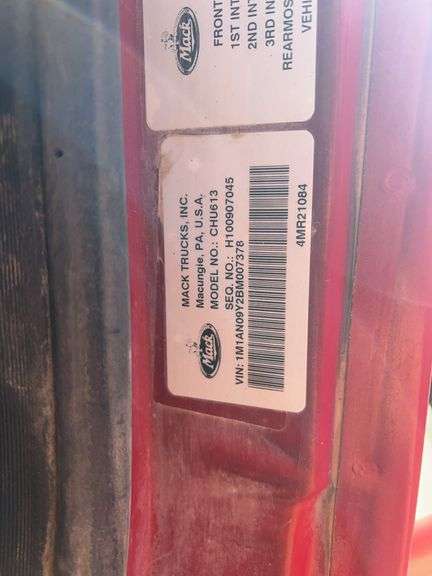 Mack
FRONT
1ST INT
2ND INT
3RD IN
REARMOS
VEHI
Mack
MACK TRUCKS, INC.
Macungie, PA, U.S.A.
MODEL NO.: CHU613
SEQ. NO.: H100907045
VIN: 1M1AN09Y2BM007378
4MR21084